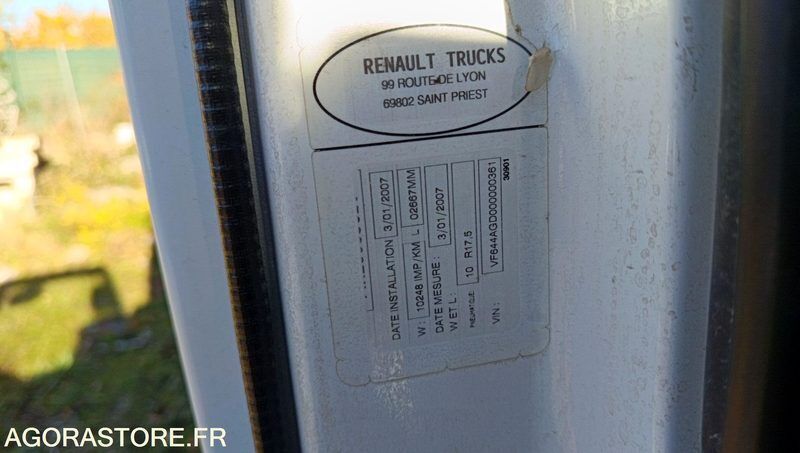 RENAULT TRUCKS
99 ROUTE DE LYON
69802 SAINT PRIEST
DATE INSTALLATION 3/01/2007
W : 10248 IMP/KM L 02667MM
DATE MESURE : 3/01/2007
W ET L :
PNEUMATIQUE: 10 R17,5
VIN : VF644AGD000000361
30901
AGORASTORE.FR